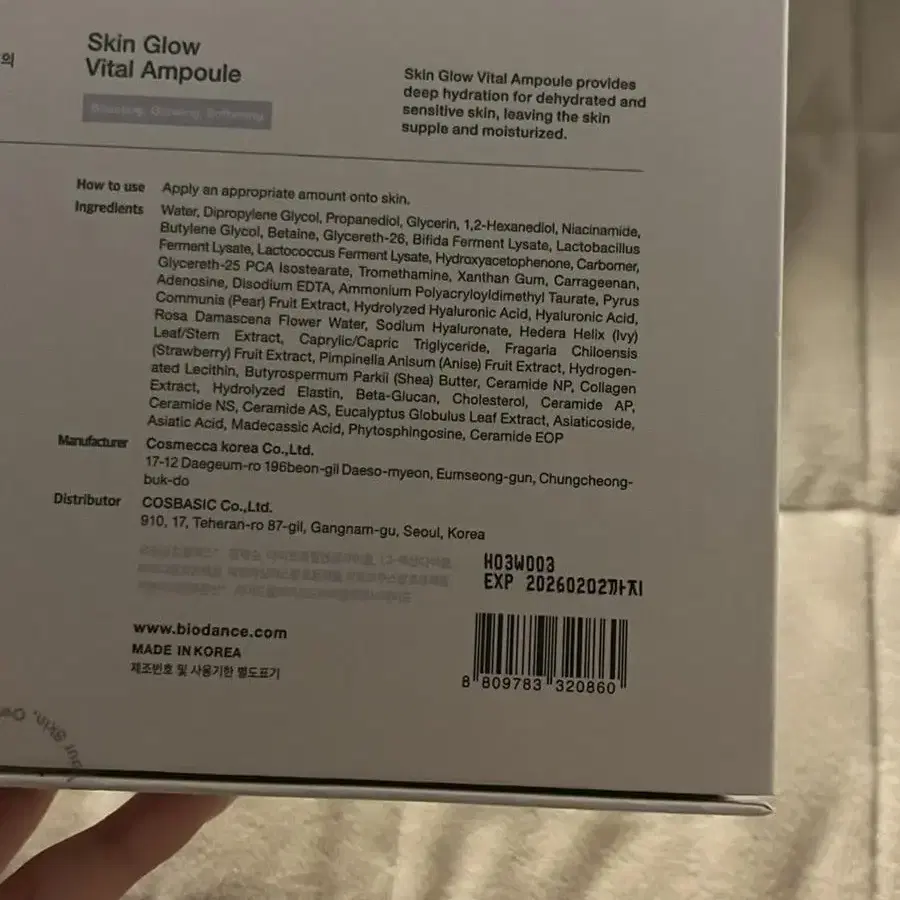 의
Skin Glow
Vital Ampoule
Boosting, Glowing, Softening
Skin Glow Vital Ampoule provides
deep hydration for dehydrated and
sensitive skin, leaving the skin
supple and moisturized.
How to use Apply an appropriate amount onto skin.
Ingredients Water, Dipropylene Glycol, Propanediol, Glycerin, 1,2-Hexanediol, Niacinamide,
Butylene Glycol, Betaine, Glycereth-26, Bifida Ferment Lysate, Lactobacillus
Ferment Lysate, Lactococcus Ferment Lysate, Hydroxyacetophenone, Carbomer,
Glycereth-25 PCA Isostearate, Tromethamine, Xanthan Gum, Carrageenan,
Adenosine, Disodium EDTA, Ammonium Polyacryloyldimethyl Taurate, Pyrus
Communis (Pear) Fruit Extract, Hydrolyzed Hyaluronic Acid, Hyaluronic Acid,
Rosa Damascena Flower Water, Sodium Hyaluronate, Hedera Helix (Ivy)
Leaf/Stem Extract, Caprylic/Capric Triglyceride, Fragaria Chiloensis
(Strawberry) Fruit Extract, Pimpinella Anisum (Anise) Fruit Extract, Hydrogen-
ated Lecithin, Butyrospermum Parkii (Shea) Butter, Ceramide NP, Collagen
Extract, Hydrolyzed Elastin, Beta-Glucan, Cholesterol, Ceramide AP,
Ceramide NS, Ceramide AS, Eucalyptus Globulus Leaf Extract, Asiaticoside,
Asiatic Acid, Madecassic Acid, Phytosphingosine, Ceramide EOP
Manufacturer Cosmecca korea Co.,Ltd.
17-12 Daegeum-ro 196beon-gil Daeso-myeon, Eumseong-gun, Chungcheong-
buk-do
Distributor COSBASIC Co.,Ltd.
910, 17, Teheran-ro 87-gil, Gangnam-gu, Seoul, Korea
H03W003
EXP 20260202까지
www.biodance.com
MADE IN KOREA
제조번호 및 사용기한 별도표기
8 809783 320860